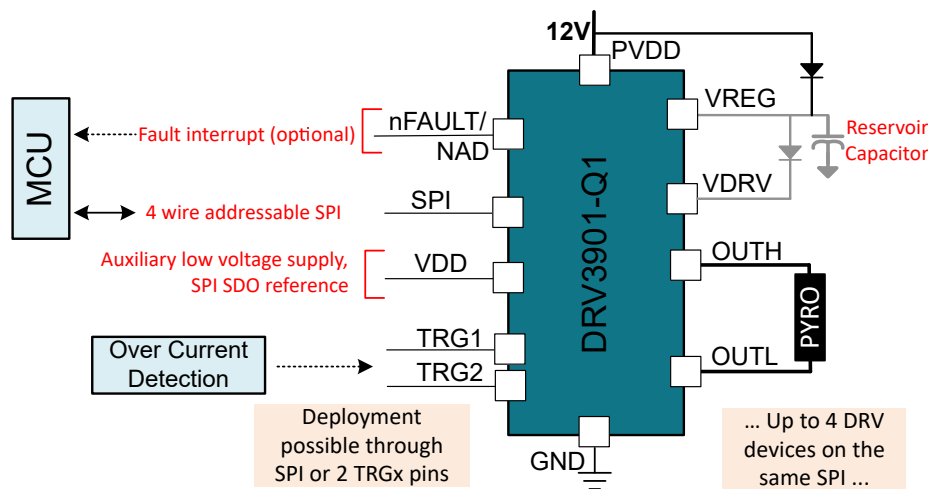 12V
PVDD
MCU
Fault interrupt (optional)
nFAULT/
NAD
VREG
Reservoir
Capacitor
4 wire addressable SPI
SPI
VDRV
DRV3901-Q1
Auxiliary low voltage supply,
SPI SDO reference
VDD
OUTH
PYRO
Over Current
Detection
TRG1
TRG2
OUTL
Deployment
possible through
SPI or 2 TRGx pins
GND
... Up to 4 DRV
devices on the
same SPI ...